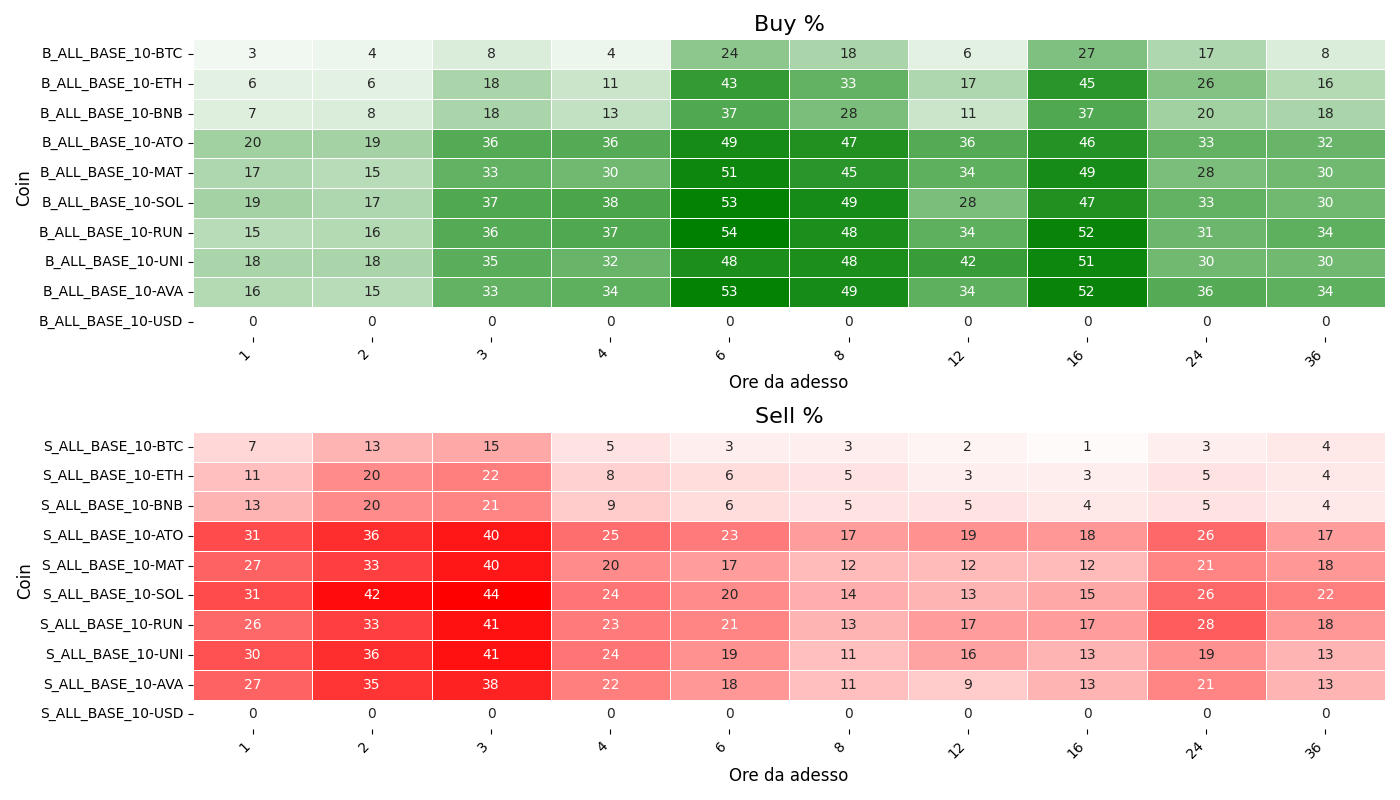 Buy %
Coin
B_ALL_BASE_10-BTC 3 4 8 4 24 18 6 27 17 8
B_ALL_BASE_10-ETH 6 6 18 11 43 33 17 45 26 16
B_ALL_BASE_10-BNB 7 8 18 13 37 28 11 37 20 18
B_ALL_BASE_10-ATO 20 19 36 36 49 47 36 46 33 32
B_ALL_BASE_10-MAT 17 15 33 30 51 45 34 49 28 30
B_ALL_BASE_10-SOL 19 17 37 38 53 49 28 47 33 30
B_ALL_BASE_10-RUN 15 16 36 37 54 48 34 52 31 34
B_ALL_BASE_10-UNI 18 18 35 32 48 48 42 51 30 30
B_ALL_BASE_10-AVA 16 15 33 34 53 49 34 52 36 34
B_ALL_BASE_10-USD 0 0 0 0 0 0 0 0 0 0
1 2 3 4 6 8 12 16 24 36
Ore da adesso
Sell %
Coin
S_ALL_BASE_10-BTC 7 13 15 5 3 3 2 1 3 4
S_ALL_BASE_10-ETH 11 20 22 8 6 5 3 3 5 4
S_ALL_BASE_10-BNB 13 20 21 9 6 5 5 4 5 4
S_ALL_BASE_10-ATO 31 36 40 25 23 17 19 18 26 17
S_ALL_BASE_10-MAT 27 33 40 20 17 12 12 12 21 18
S_ALL_BASE_10-SOL 31 42 44 24 20 14 13 15 26 22
S_ALL_BASE_10-RUN 26 33 41 23 21 13 17 17 28 18
S_ALL_BASE_10-UNI 30 36 41 24 19 11 16 13 19 13
S_ALL_BASE_10-AVA 27 35 38 22 18 11 9 13 21 13
S_ALL_BASE_10-USD 0 0 0 0 0 0 0 0 0 0
1 2 3 4 6 8 12 16 24 36
Ore da adesso